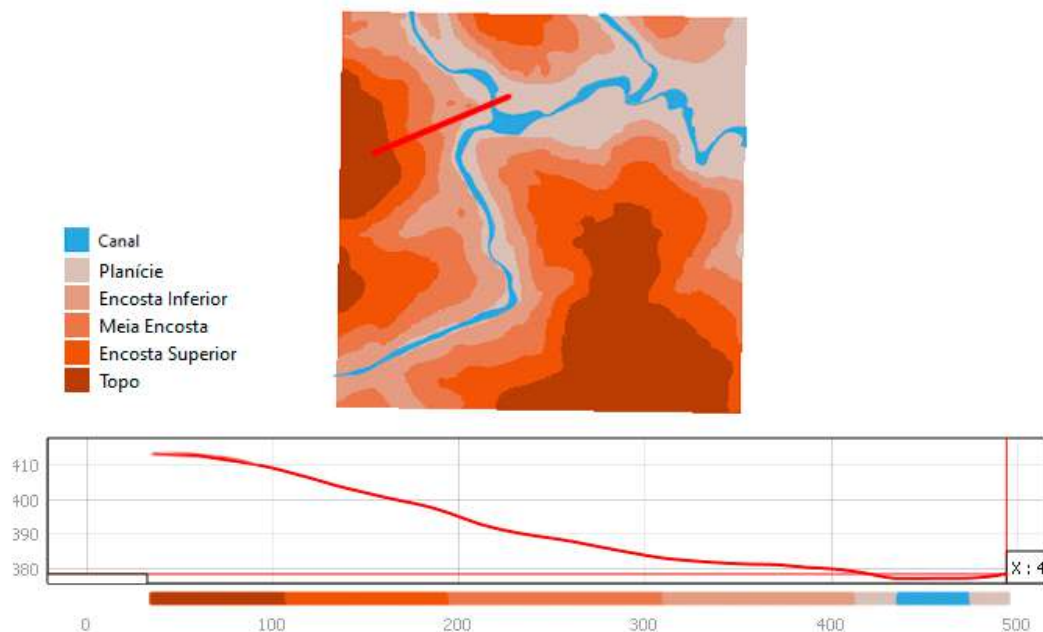 Canal
Planície
Encosta Inferior
Meia Encosta
Encosta Superior
Topo
410
400
390
380
X : 4
0 100 200 300 400 500